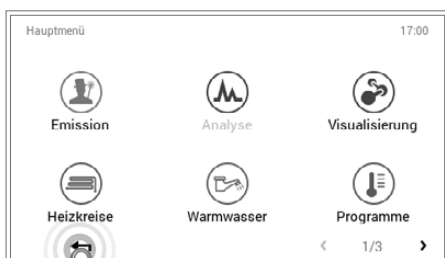 Hauptmenü 17:00
Emission Analyse Visualisierung
Heizkreise Warmwasser Programme
1/3